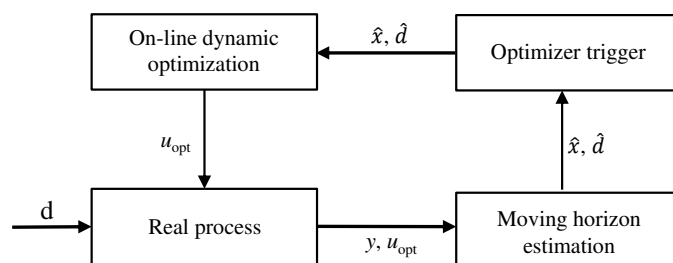 On-line dynamic
optimization
x̂, d̂
Optimizer trigger
u_opt
x̂, d̂
d
Real process
y, u_opt
Moving horizon
estimation